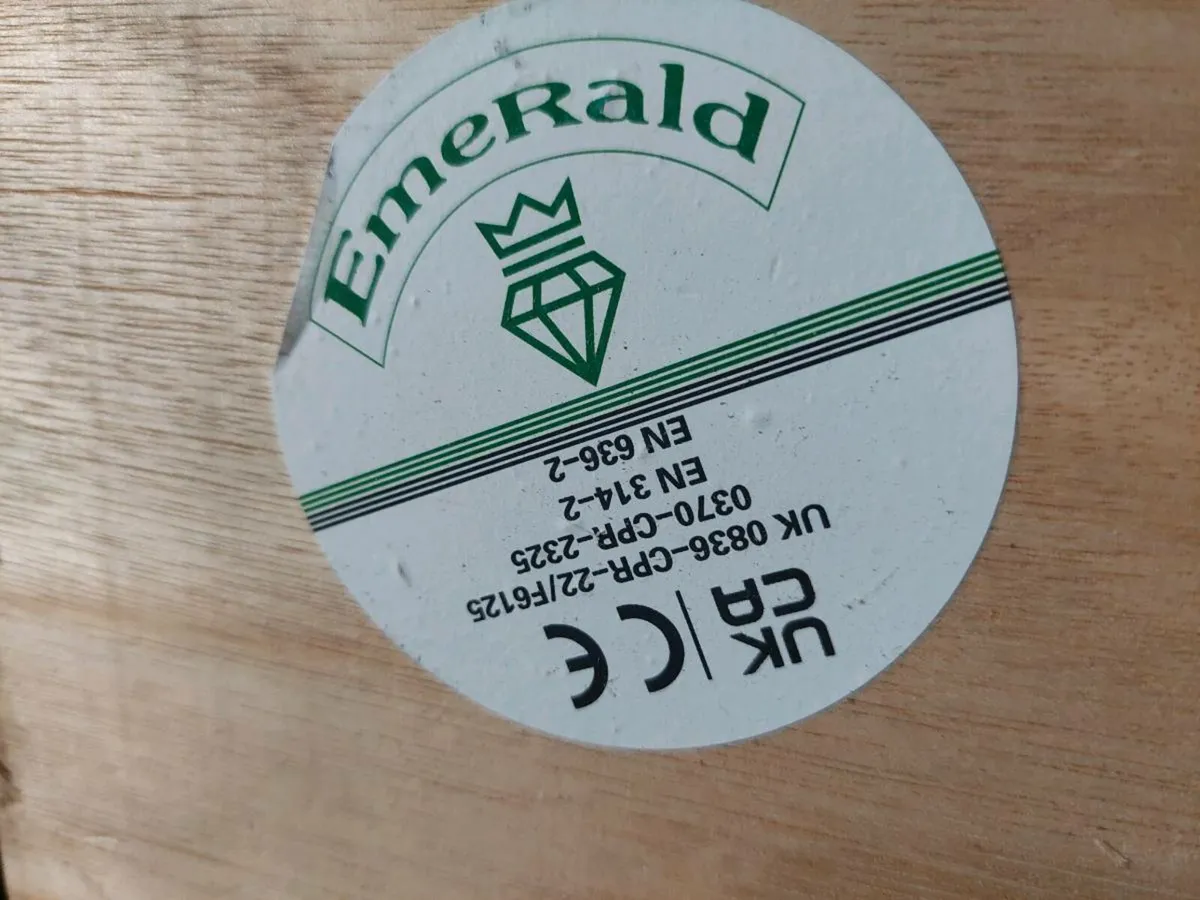 EmeRald
UK
CA
CE
UK 0836-CPR-22/F6125
0370-CPR-2325
EN 314-2
EN 636-2